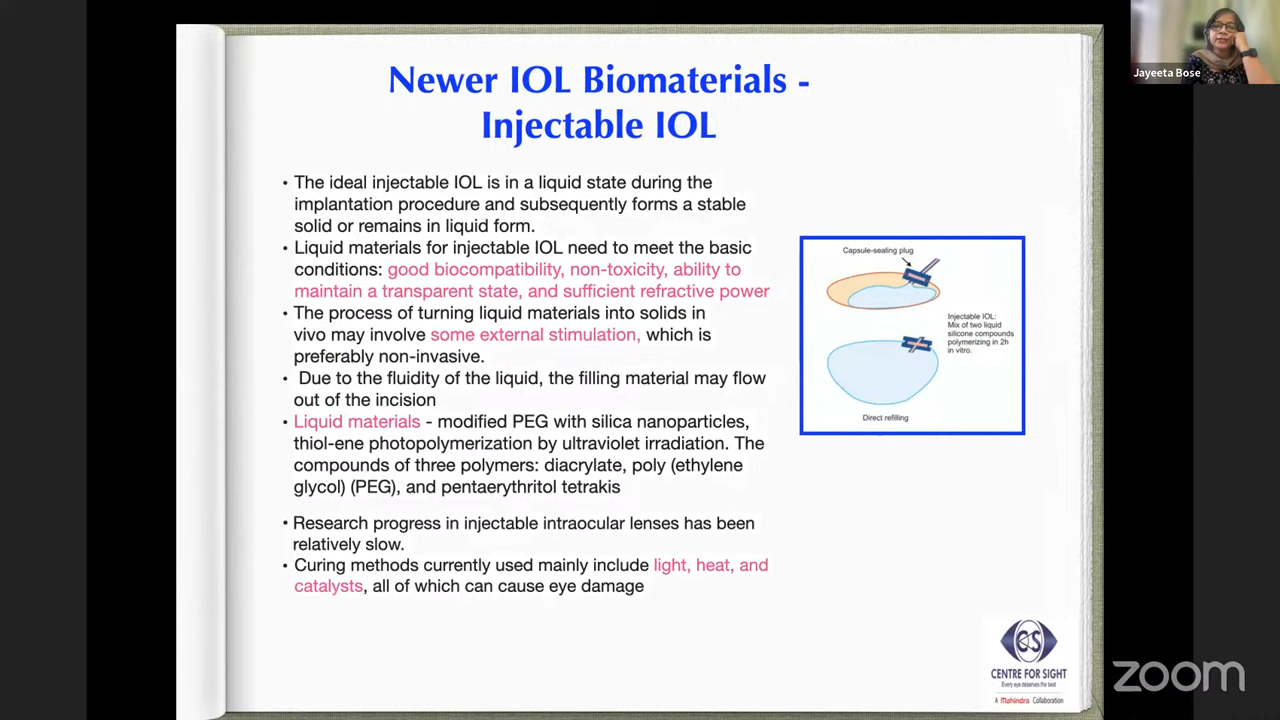 Newer IOL Biomaterials -
Injectable IOL
• The ideal injectable IOL is in a liquid state during the
implantation procedure and subsequently forms a stable
solid or remains in liquid form.
• Liquid materials for injectable IOL need to meet the basic
conditions: good biocompatibility, non-toxicity, ability to
maintain a transparent state, and sufficient refractive power
• The process of turning liquid materials into solids in
vivo may involve some external stimulation, which is
preferably non-invasive.
• Due to the fluidity of the liquid, the filling material may flow
out of the incision
• Liquid materials - modified PEG with silica nanoparticles,
thiol-ene photopolymerization by ultraviolet irradiation. The
compounds of three polymers: diacrylate, poly (ethylene
glycol) (PEG), and pentaerythritol tetrakis
• Research progress in injectable intraocular lenses has been
relatively slow.
• Curing methods currently used mainly include light, heat, and
catalysts, all of which can cause eye damage
Capsule-sealing plug
Injectable IOL:
Mix of two liquid
silicone compounds
polymerizing in 2h
in vitro.
Direct refilling
Jayeeta Bose
CS
CENTRE FOR SIGHT
Every eye deserves the best
A Mahindra Collaboration
zoom